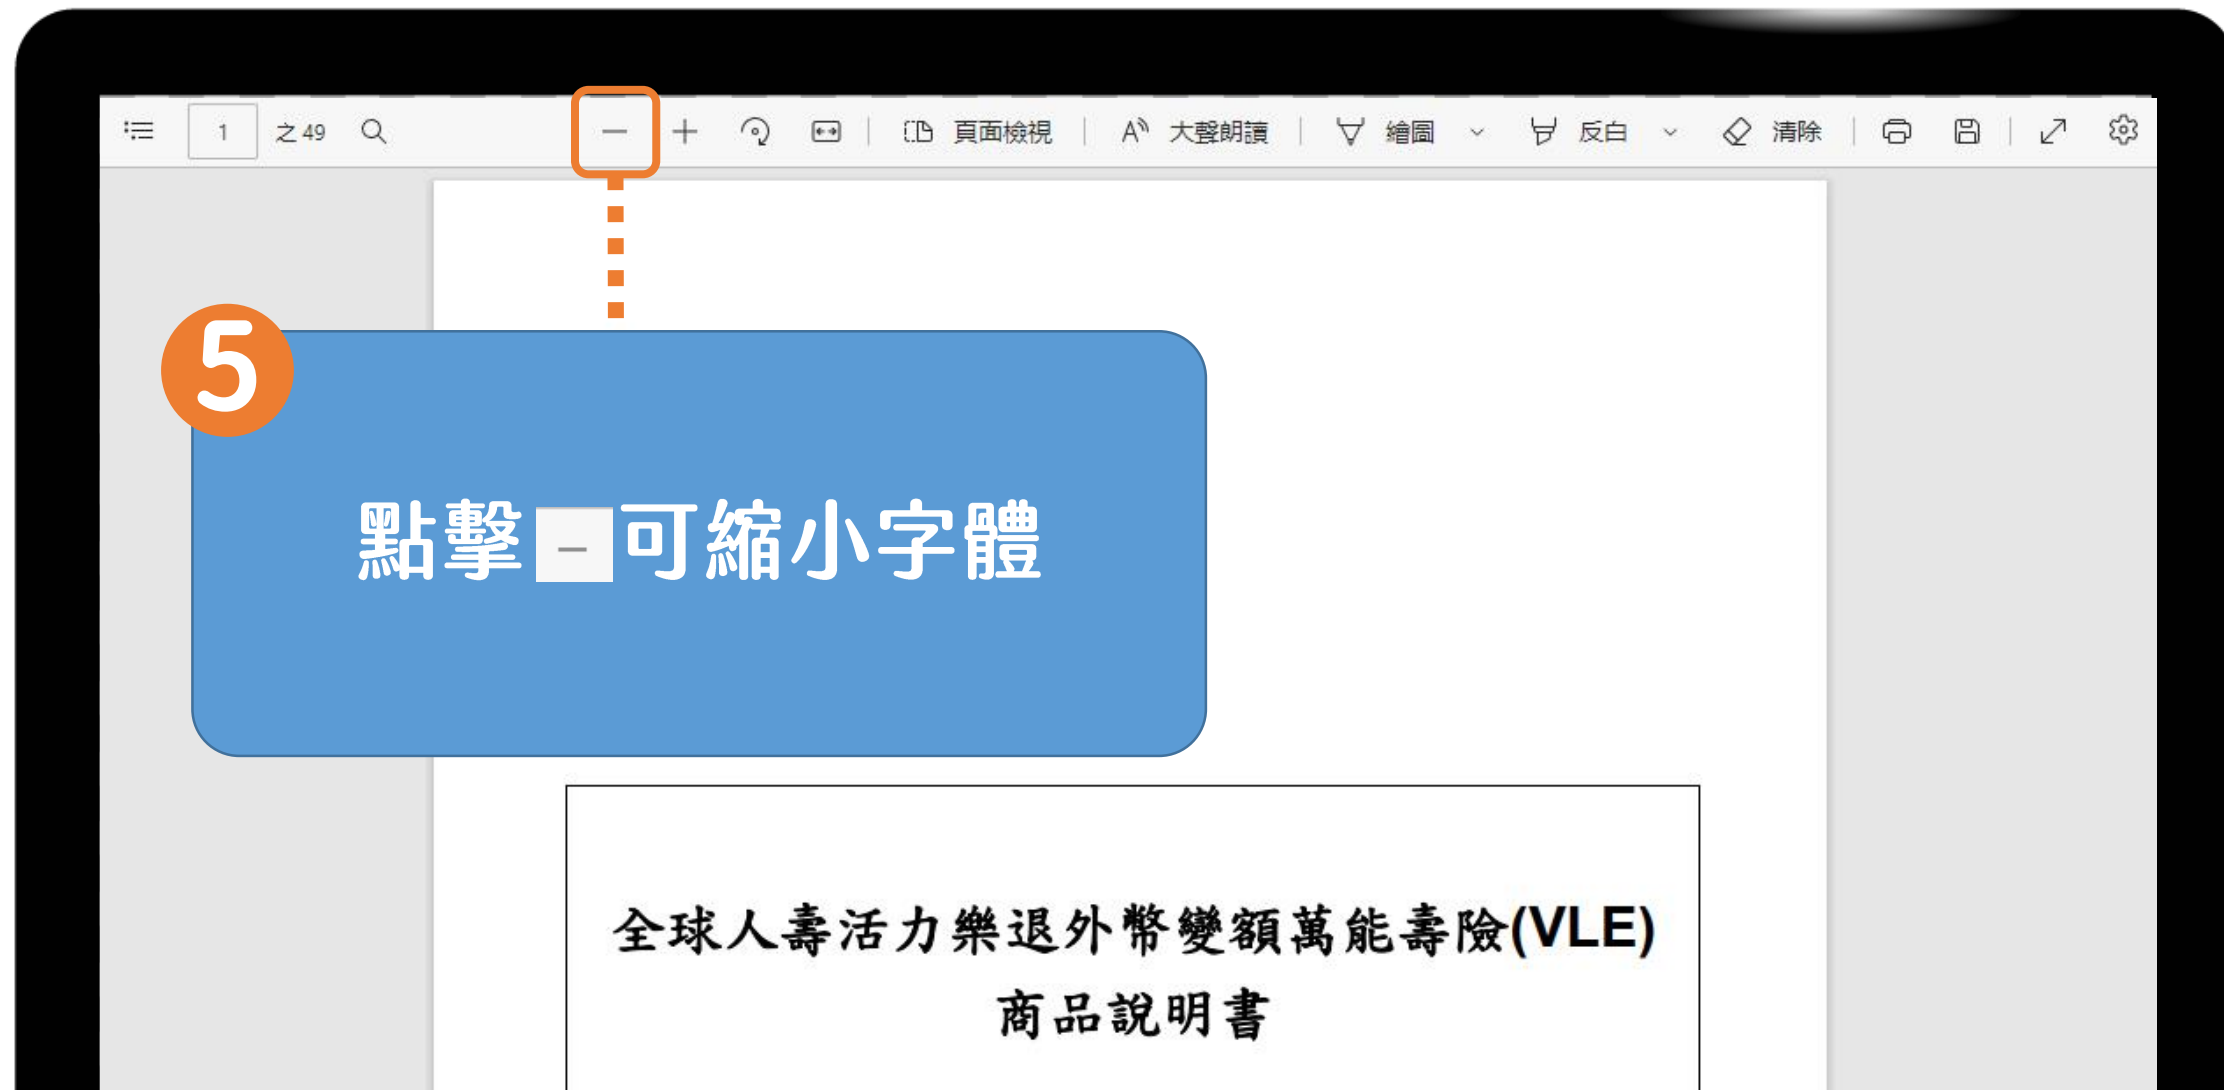 1 之 49 頁面檢視 大聲朗讀 繪圖 反白 清除
5
點擊 − 可縮小字體
全球人壽活力樂退外幣變額萬能壽險(VLE)
商品說明書